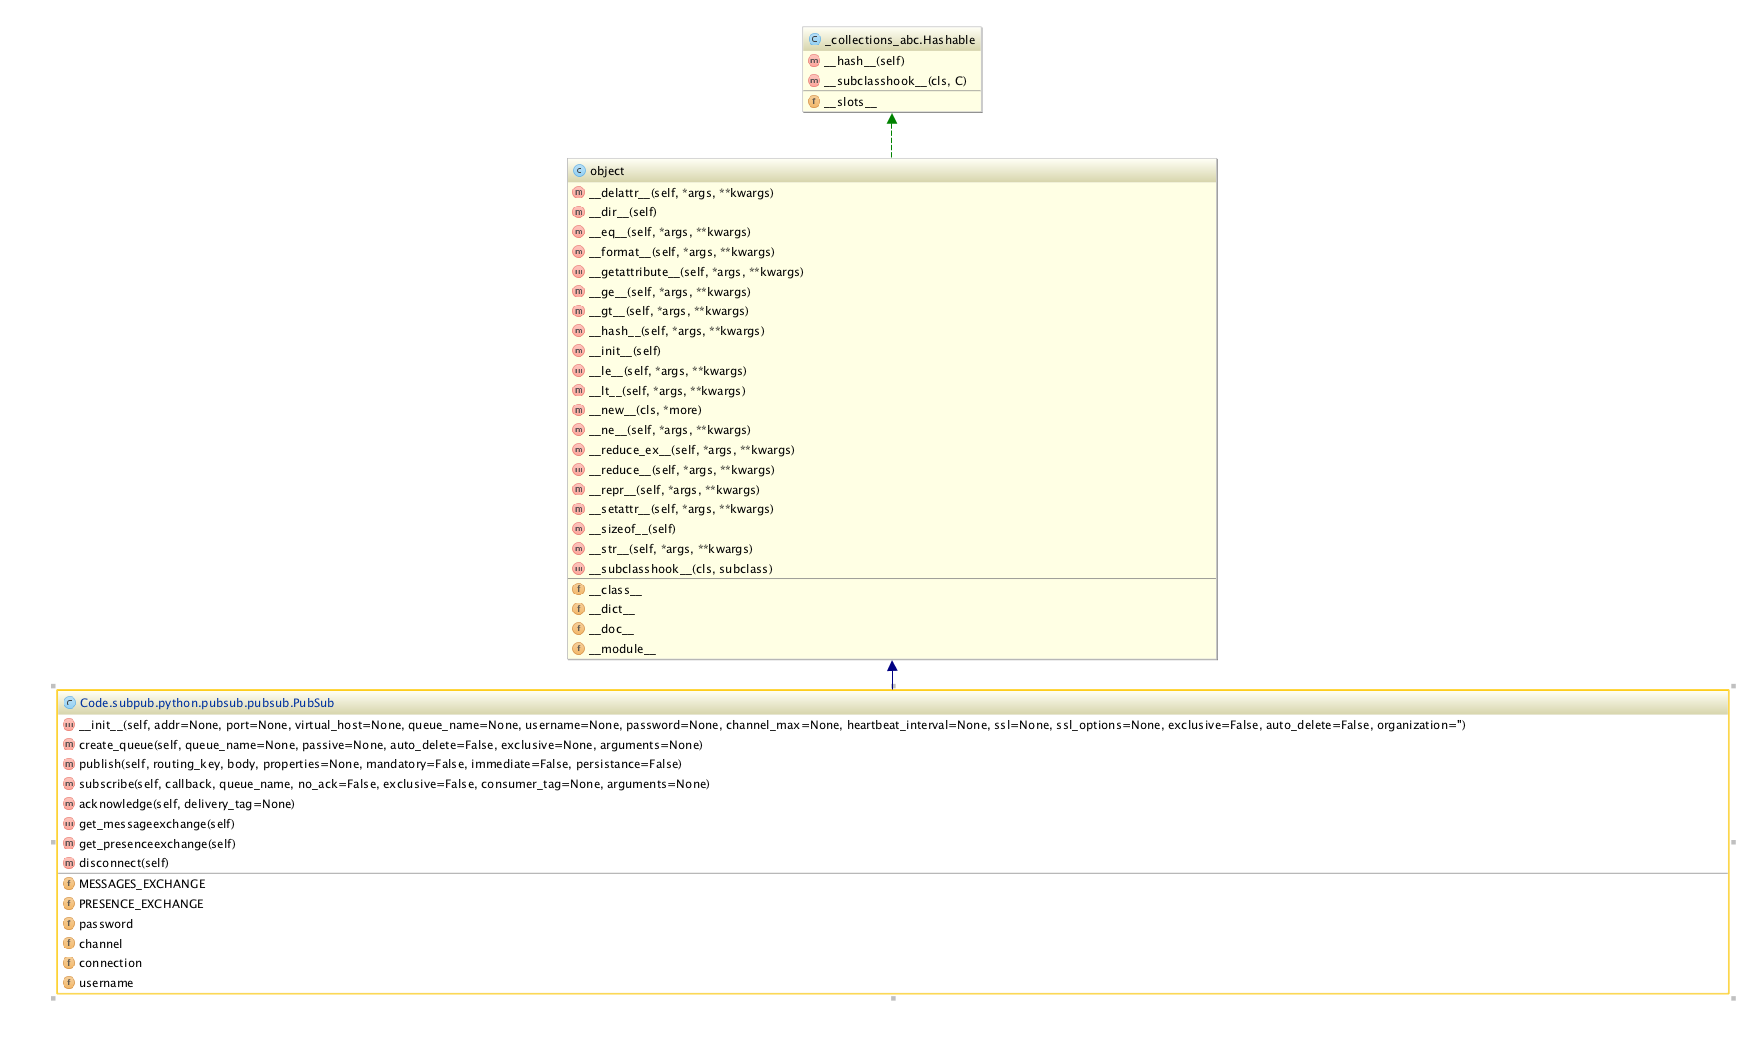 _collections_abc.Hashable
__hash__(self)
__subclasshook__(cls, C)
__slots__
object
__delattr__(self, *args, **kwargs)
__dir__(self)
__eq__(self, *args, **kwargs)
__format__(self, *args, **kwargs)
__getattribute__(self, *args, **kwargs)
__ge__(self, *args, **kwargs)
__gt__(self, *args, **kwargs)
__hash__(self, *args, **kwargs)
__init__(self)
__le__(self, *args, **kwargs)
__lt__(self, *args, **kwargs)
__new__(cls, *more)
__ne__(self, *args, **kwargs)
__reduce_ex__(self, *args, **kwargs)
__reduce__(self, *args, **kwargs)
__repr__(self, *args, **kwargs)
__setattr__(self, *args, **kwargs)
__sizeof__(self)
__str__(self, *args, **kwargs)
__subclasshook__(cls, subclass)
__class__
__dict__
__doc__
__module__
Code.subpub.python.pubsub.pubsub.PubSub
__init__(self, addr=None, port=None, virtual_host=None, queue_name=None, username=None, password=None, channel_max=None, heartbeat_interval=None, ssl=None, ssl_options=None, exclusive=False, auto_delete=False, organization='')
create_queue(self, queue_name=None, passive=None, auto_delete=False, exclusive=None, arguments=None)
publish(self, routing_key, body, properties=None, mandatory=False, immediate=False, persistance=False)
subscribe(self, callback, queue_name, no_ack=False, exclusive=False, consumer_tag=None, arguments=None)
acknowledge(self, delivery_tag=None)
get_messageexchange(self)
get_presenceexchange(self)
disconnect(self)
MESSAGES_EXCHANGE
PRESENCE_EXCHANGE
password
channel
connection
username